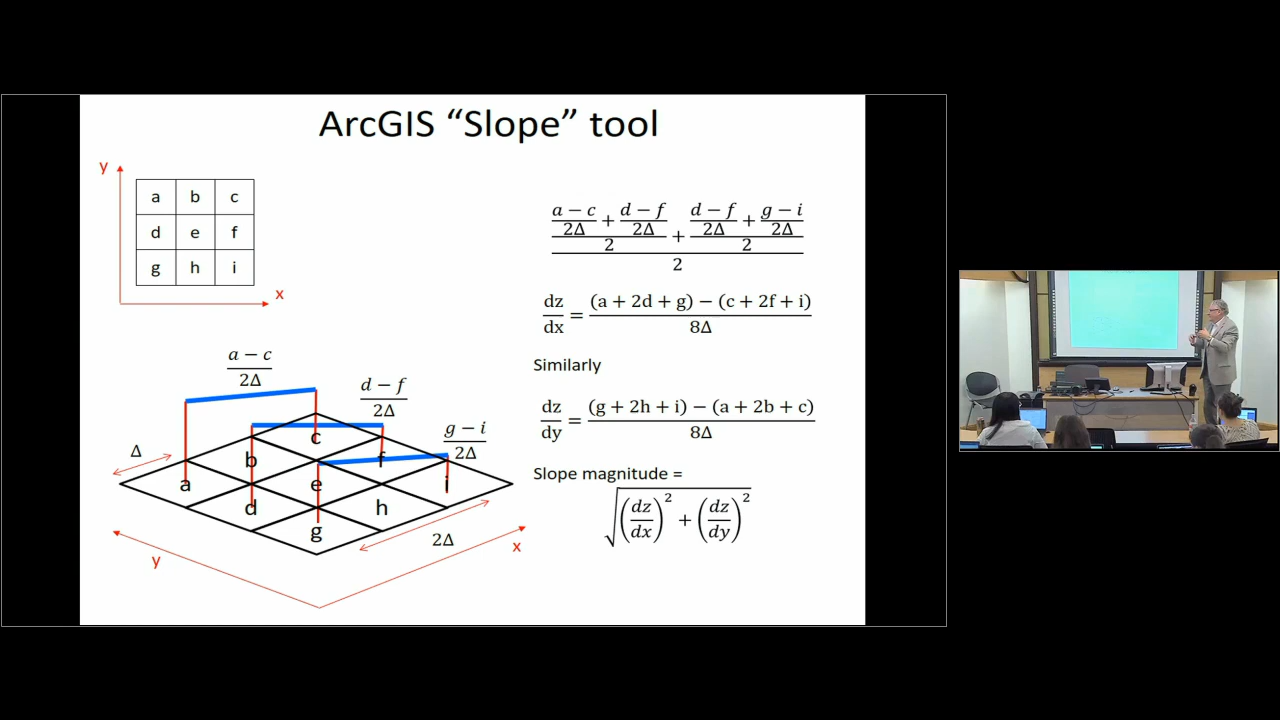 ArcGIS “Slope” tool
y
a b c
d e f
g h i
x
a − c
2Δ
d − f
2Δ
g − i
2Δ
Δ
c
b f
a e i
d h
g
2Δ
y
x
a − c d − f d − f g − i
2Δ + 2Δ + 2Δ + 2Δ
2 + 2
2
dz/dx = (a + 2d + g) − (c + 2f + i)
8Δ
Similarly
dz/dy = (g + 2h + i) − (a + 2b + c)
8Δ
Slope magnitude =
√((dz/dx)² + (dz/dy)²)